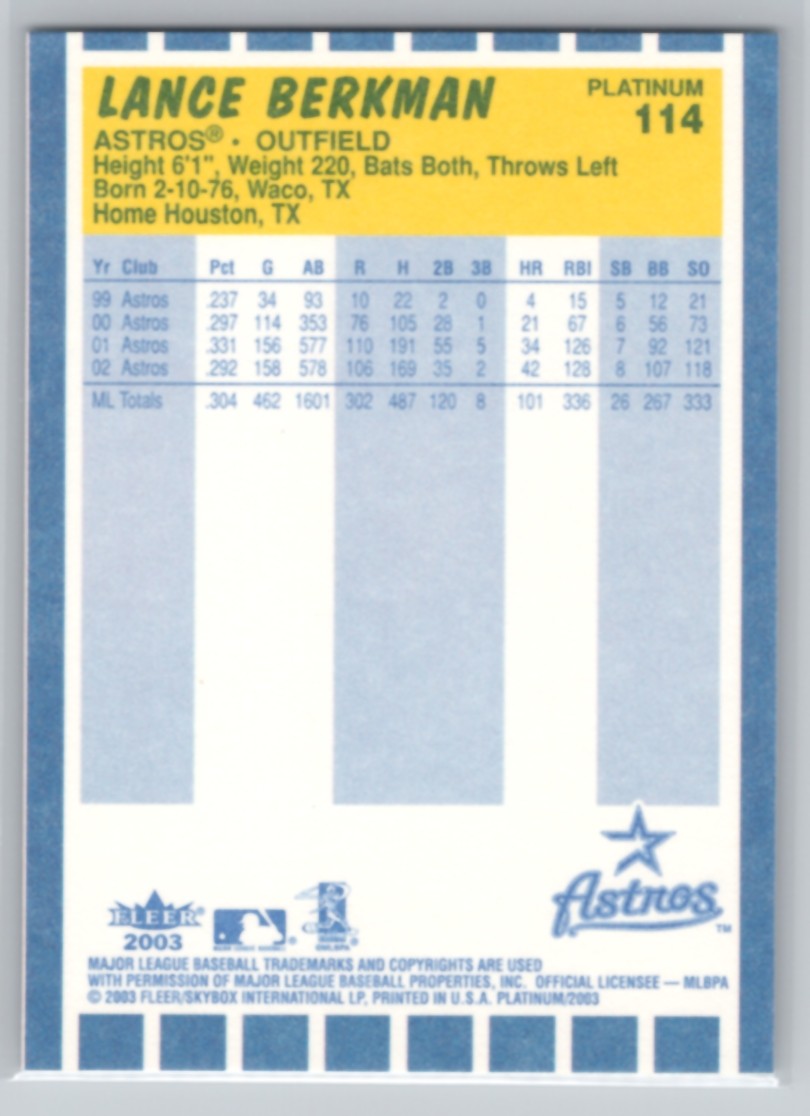 LANCE BERKMAN
PLATINUM
114
ASTROS® · OUTFIELD
Height 6'1", Weight 220, Bats Both, Throws Left
Born 2-10-76, Waco, TX
Home Houston, TX
Yr Club Pct G AB R H 2B 3B HR RBI SB BB SO
99 Astros .237 34 93 10 22 2 0 4 15 5 12 21
00 Astros .297 114 353 76 105 28 1 21 67 6 56 73
01 Astros .331 156 577 110 191 55 5 34 126 7 92 121
02 Astros .292 158 578 106 169 35 2 42 128 8 107 118
ML Totals .304 462 1601 302 487 120 8 101 336 26 267 333
Astros™
FLEER®
2003
MAJOR LEAGUE BASEBALL TRADEMARKS AND COPYRIGHTS ARE USED
WITH PERMISSION OF MAJOR LEAGUE BASEBALL PROPERTIES, INC. OFFICIAL LICENSEE — MLBPA
© 2003 FLEER/SKYBOX INTERNATIONAL LP, PRINTED IN U.S.A. PLATINUM/2003